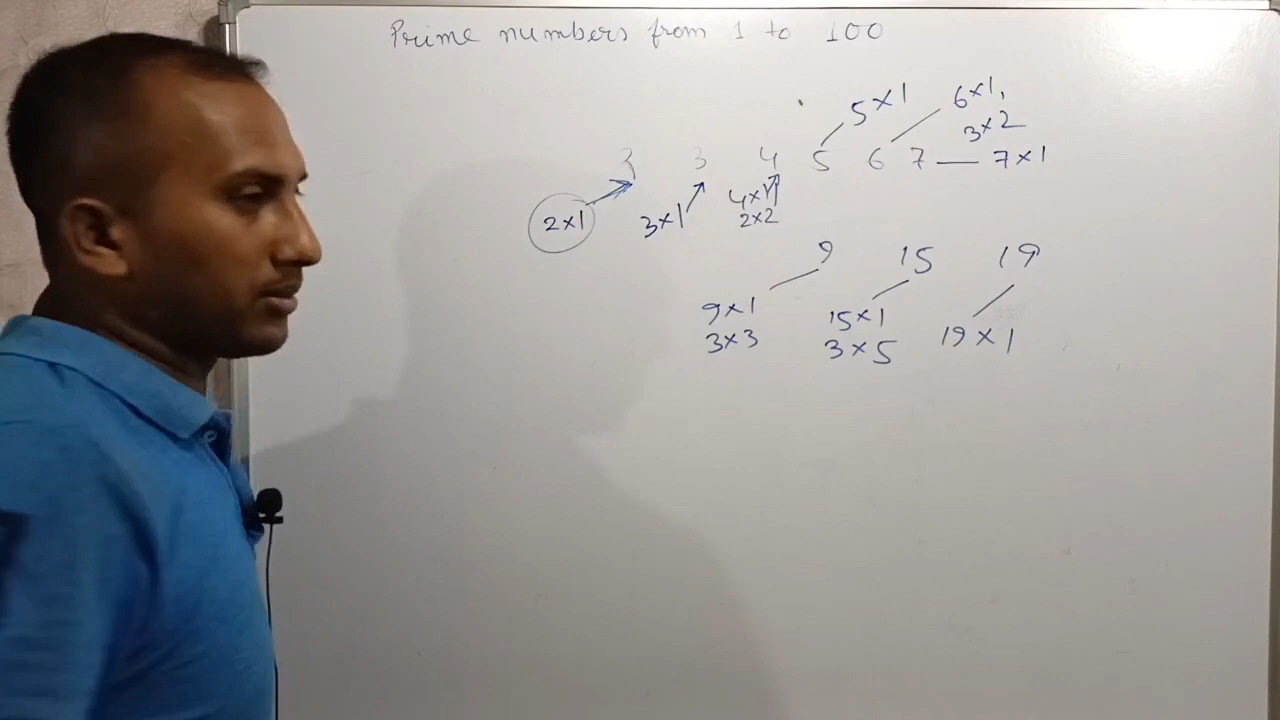 Prime numbers from 1 to 100
5×1 6×1,
3×2
2 3 4 5 6 7 — 7×1
2×1 3×1 4×1
2×2
9 15 19
9×1 15×1 19×1
3×3 3×5